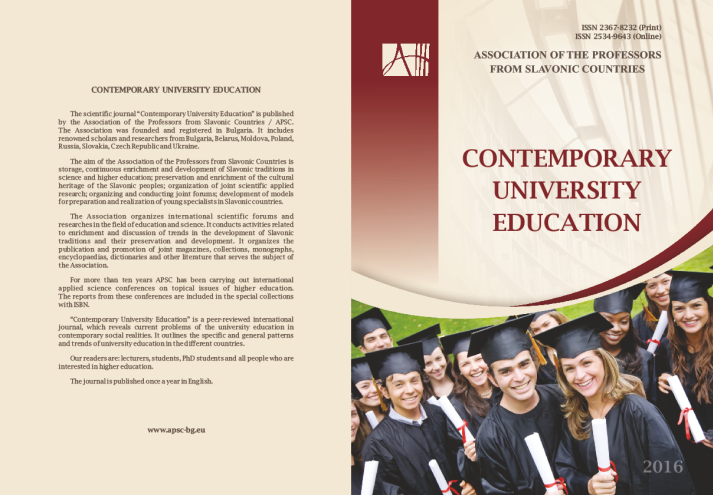 CONTEMPORARY UNIVERSITY EDUCATION
The scientific journal "Contemporary University Education" is published
by the Association of the Professors from Slavonic Countries / APSC.
The Association was founded and registered in Bulgaria. It includes
renowned scholars and researchers from Bulgaria, Belarus, Moldova, Poland,
Russia, Slovakia, Czech Republic and Ukraine.
The aim of the Association of the Professors from Slavonic Countries is
storage, continuous enrichment and development of Slavonic traditions in
science and higher education; preservation and enrichment of the cultural
heritage of the Slavonic peoples; organization of joint scientific applied
research; organizing and conducting joint forums; development of models
for preparation and realization of young specialists in Slavonic countries.
The Association organizes international scientific forums and
researches in the field of education and science. It conducts activities related
to enrichment and discussion of trends in the development of Slavonic
traditions and their preservation and development. It organizes the
publication and promotion of joint magazines, collections, monographs,
encyclopaedias, dictionaries and other literature that serves the subject of
the Association.
For more than ten years APSC has been carrying out international
applied science conferences on topical issues of higher education.
The reports from these conferences are included in the special collections
with ISBN.
"Contemporary University Education" is a peer-reviewed international
journal, which reveals current problems of the university education in
contemporary social realities. It outlines the specific and general patterns
and trends of university education in the different countries.
Our readers are: lecturers, students, PhD students and all people who are
interested in higher education.
The journal is published once a year in English.
www.apsc-bg.eu
ISSN 2367-8232 (Print)
ISSN 2534-9643 (Online)
ASSOCIATION OF THE PROFESSORS
FROM SLAVONIC COUNTRIES
CONTEMPORARY
UNIVERSITY
EDUCATION
2016